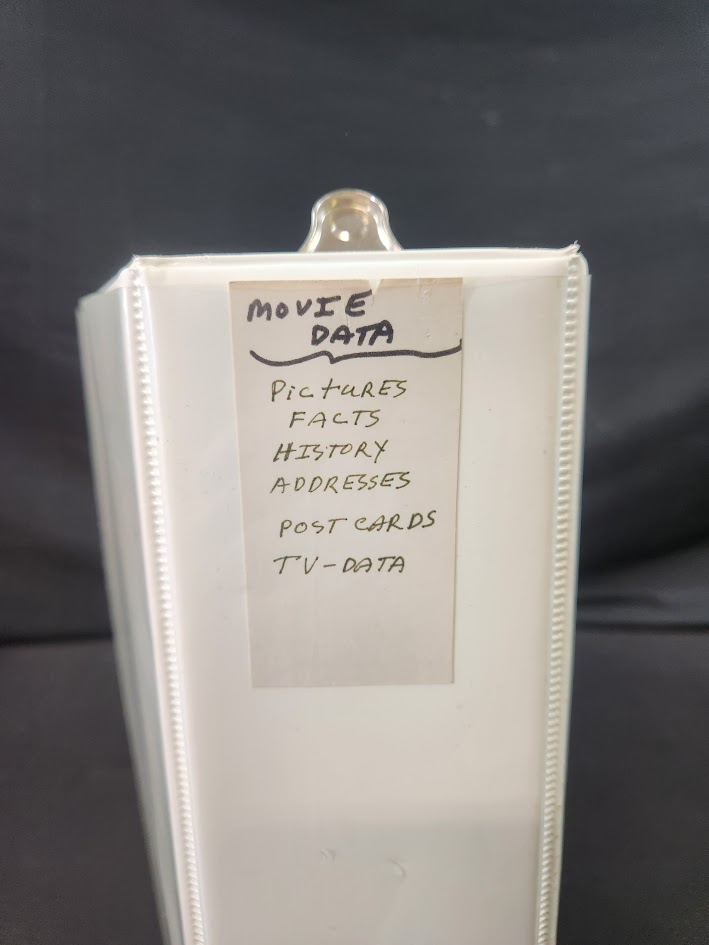 MOVIE
DATA
PictURES
FACTS
HISTORY
ADDRESSES
POST CARDS
TV-DATA